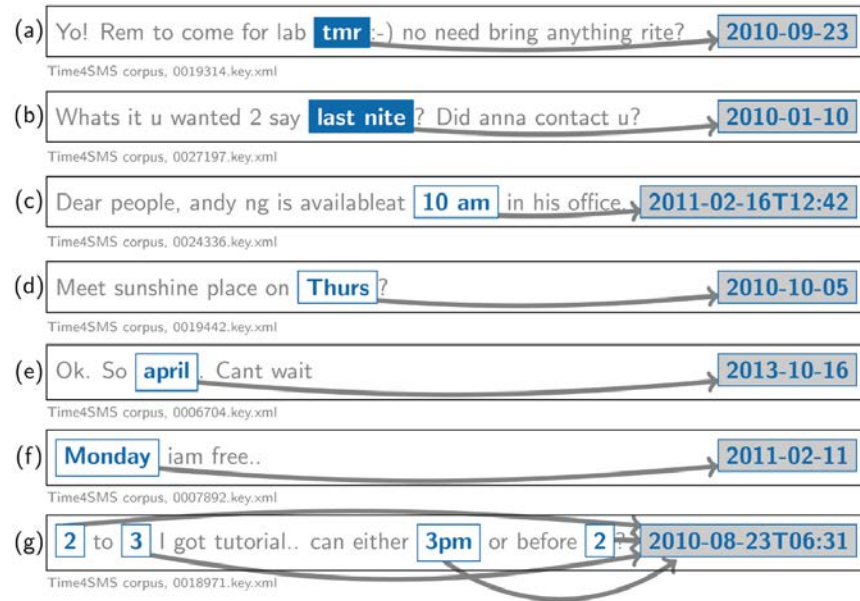 (a) Yo! Rem to come for lab tmr :-) no need bring anything rite? 2010-09-23
Time4SMS corpus, 0019314.key.xml
(b) Whats it u wanted 2 say last nite? Did anna contact u? 2010-01-10
Time4SMS corpus, 0027197.key.xml
(c) Dear people, andy ng is availableat 10 am in his office. 2011-02-16T12:42
Time4SMS corpus, 0024336.key.xml
(d) Meet sunshine place on Thurs? 2010-10-05
Time4SMS corpus, 0019442.key.xml
(e) Ok. So april. Cant wait 2013-10-16
Time4SMS corpus, 0006704.key.xml
(f) Monday iam free.. 2011-02-11
Time4SMS corpus, 0007892.key.xml
(g) 2 to 3 I got tutorial.. can either 3pm or before 2? 2010-08-23T06:31
Time4SMS corpus, 0018971.key.xml